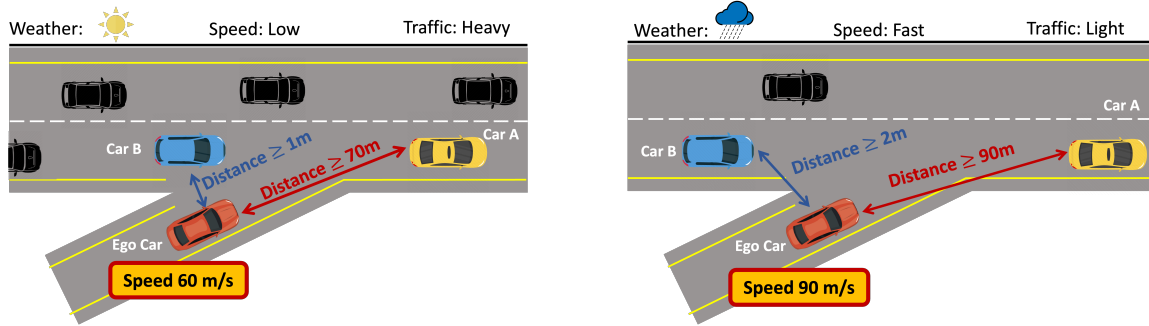 Weather:
Speed: Low
Traffic: Heavy
Car A
Car B
Distance ≥ 1m
Distance ≥ 70m
Ego Car
Speed 60 m/s
Weather:
Speed: Fast
Traffic: Light
Car A
Car B
Distance ≥ 2m
Distance ≥ 90m
Ego Car
Speed 90 m/s